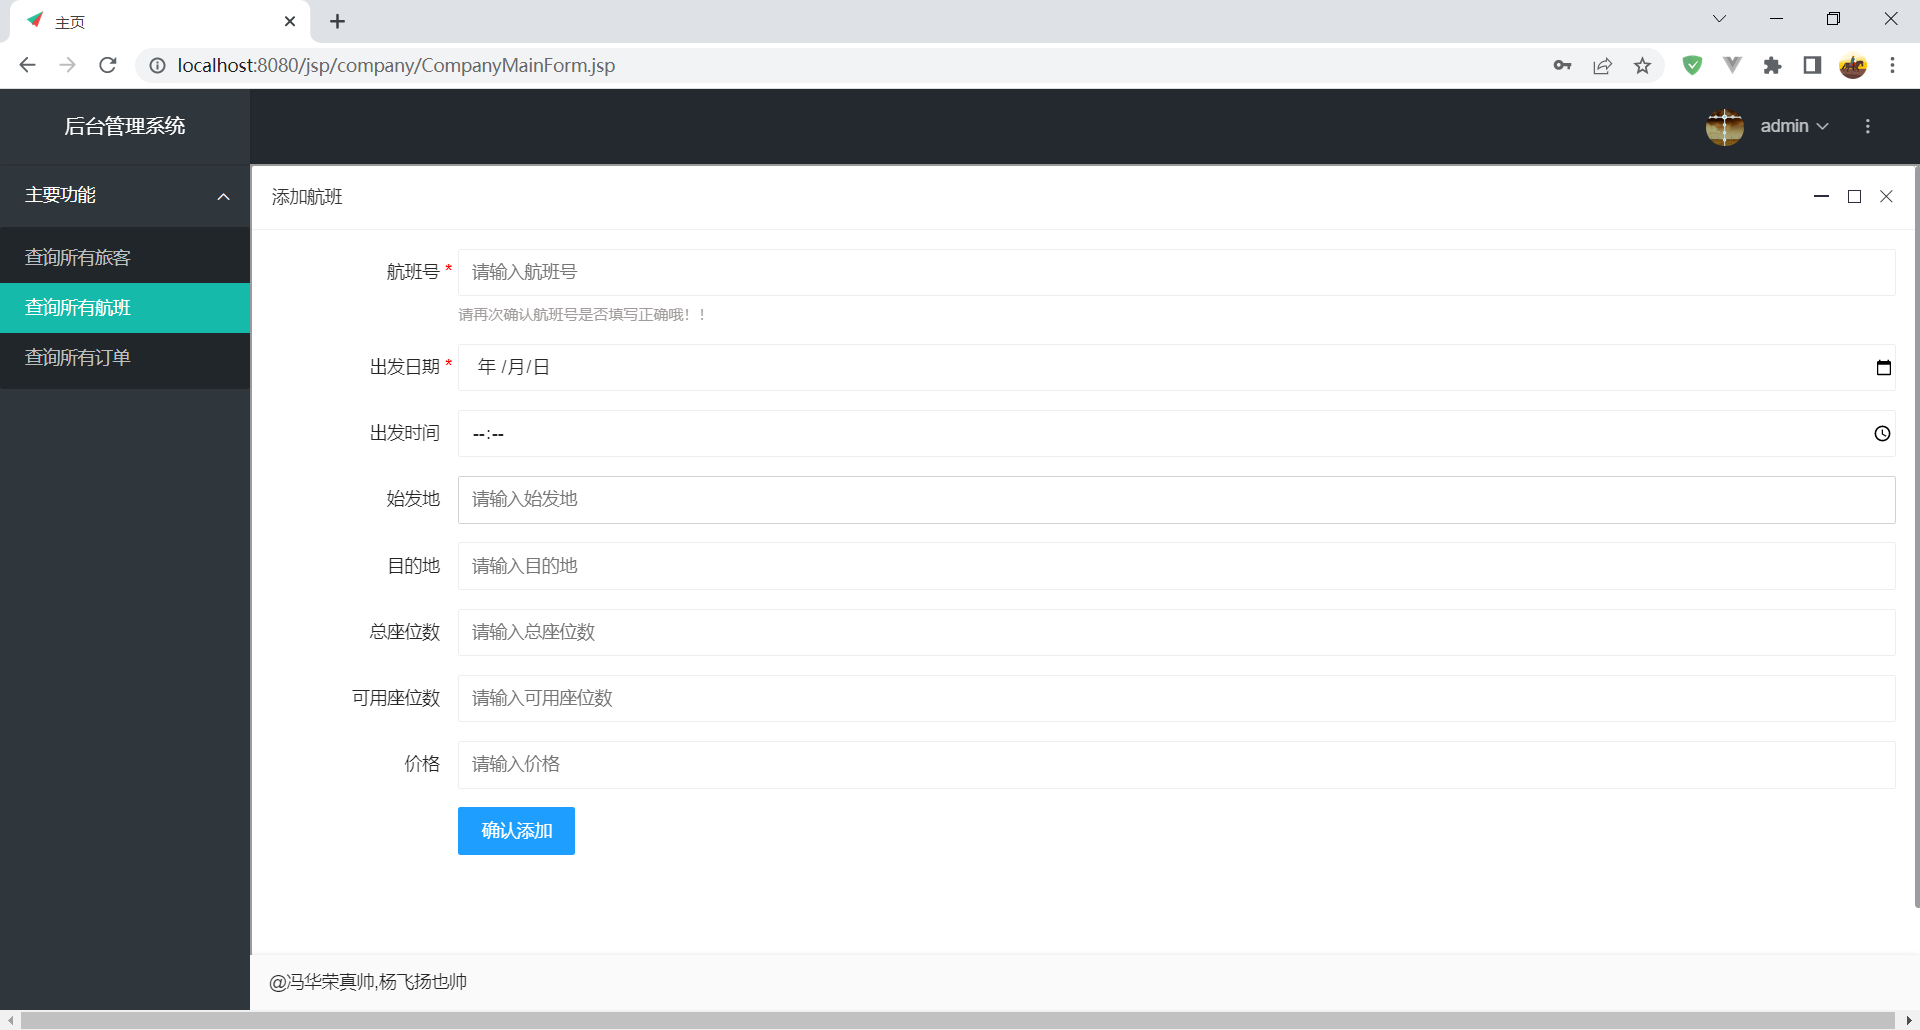 主页
localhost:8080/jsp/company/CompanyMainForm.jsp
后台管理系统
admin
主要功能
查询所有旅客
查询所有航班
查询所有订单
添加航班
航班号 * 请输入航班号
请再次确认航班号是否填写正确哦！！
出发日期 * 年 /月/日
出发时间 --:--
始发地 请输入始发地
目的地 请输入目的地
总座位数 请输入总座位数
可用座位数 请输入可用座位数
价格 请输入价格
确认添加
@冯华荣真帅,杨飞扬也帅